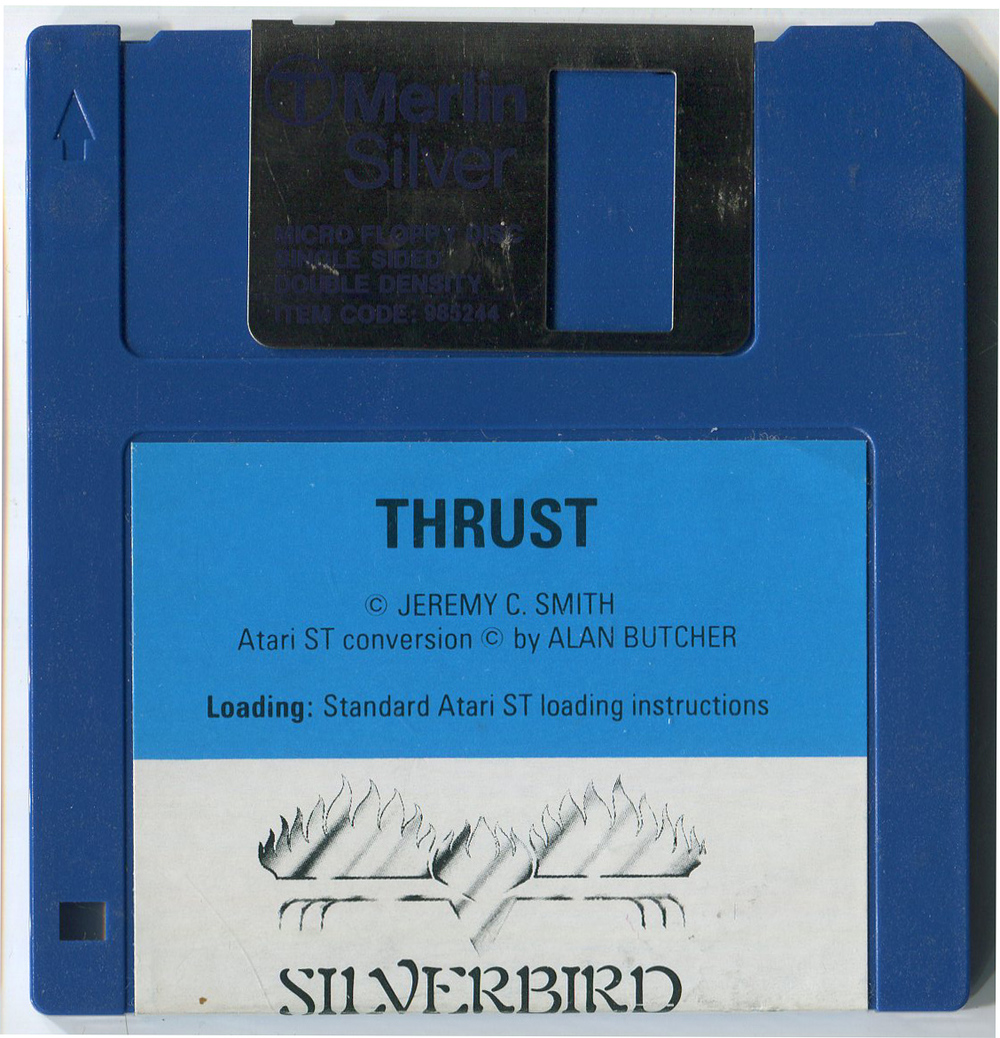 Merlin
Silver
MICRO FLOPPY DISC
SINGLE SIDED
DOUBLE DENSITY
ITEM CODE: 985244
THRUST
© JEREMY C. SMITH
Atari ST conversion © by ALAN BUTCHER
Loading: Standard Atari ST loading instructions
SILVERBIRD